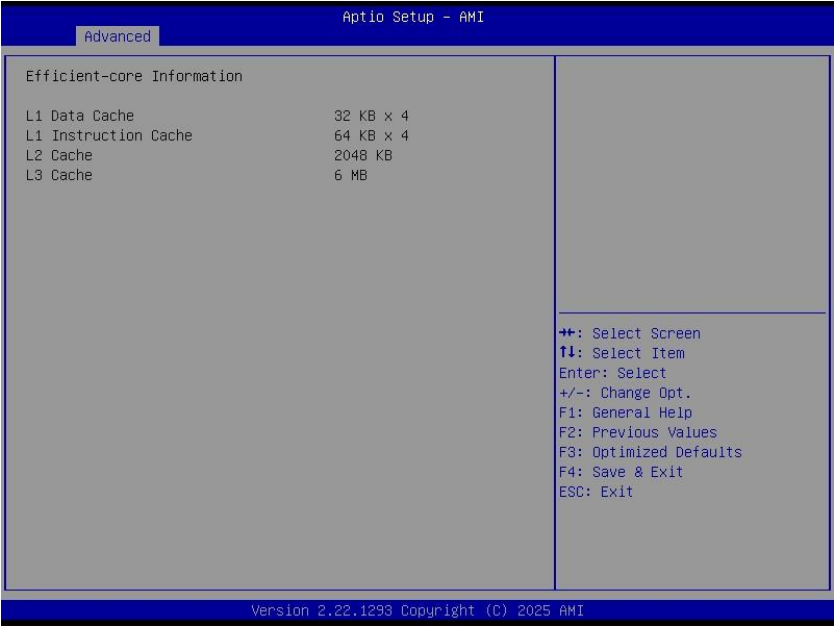 Aptio Setup – AMI
Advanced
Efficient-core Information
L1 Data Cache 32 KB x 4
L1 Instruction Cache 64 KB x 4
L2 Cache 2048 KB
L3 Cache 6 MB
→←: Select Screen
↑↓: Select Item
Enter: Select
+/-: Change Opt.
F1: General Help
F2: Previous Values
F3: Optimized Defaults
F4: Save & Exit
ESC: Exit
Version 2.22.1293 Copyright (C) 2025 AMI